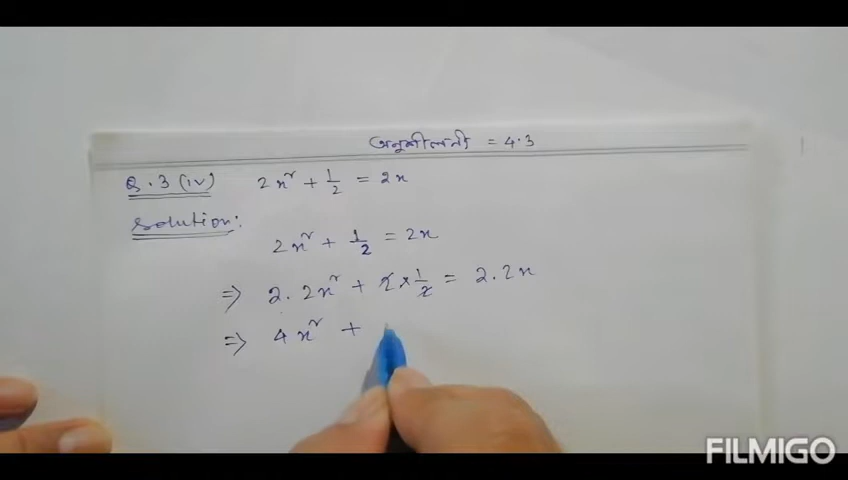 অনুশীলনী = 4.3
Q.3 (iv) 2x² + 1/2 = 2x
Solution:
2x² + 1/2 = 2x
⇒ 2.2x² + 2×1/2 = 2.2x
⇒ 4x² +
FILMIGO